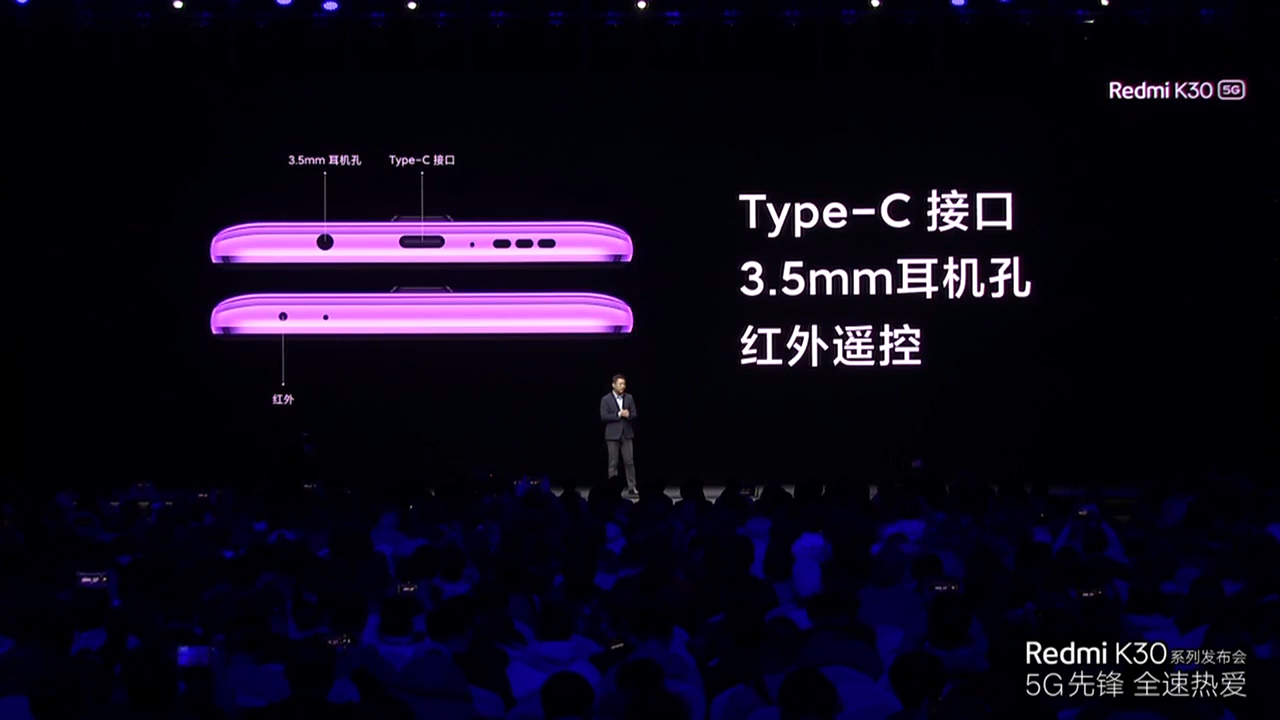 Redmi K30 5G
3.5mm 耳机孔
Type-C 接口
Type-C 接口
3.5mm耳机孔
红外遥控
红外
Redmi K30系列发布会
5G先锋 全速热爱